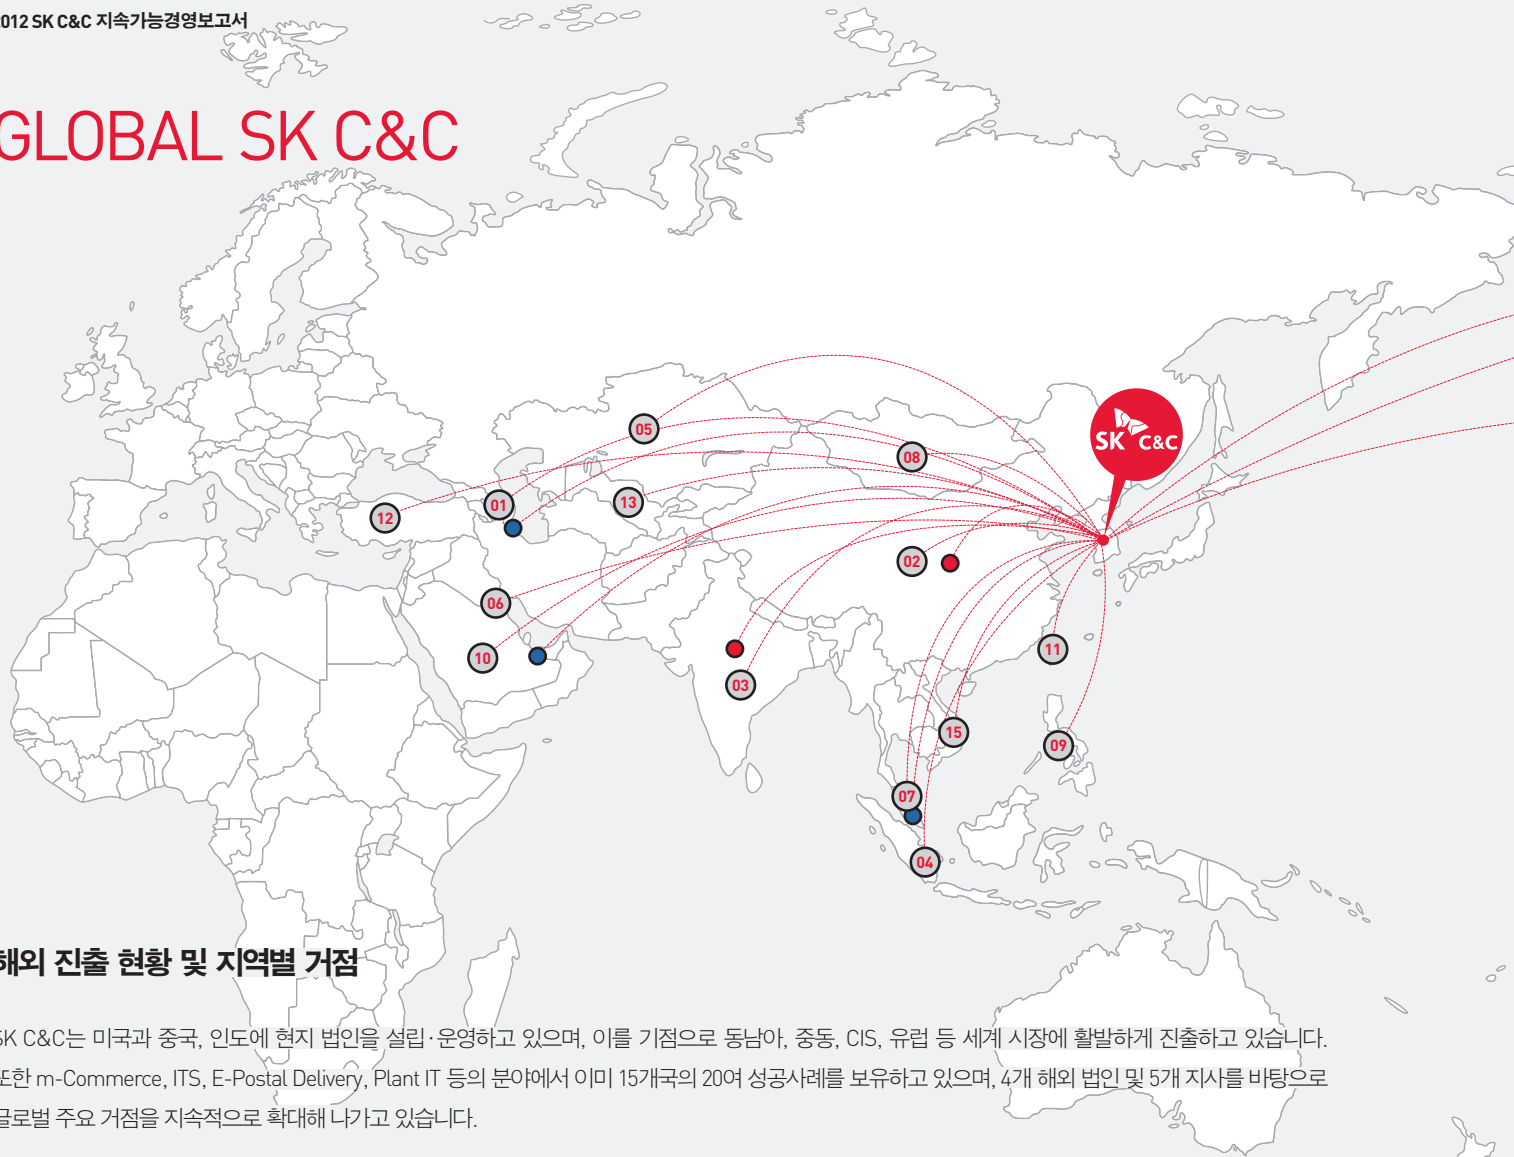 2012 SK C&C 지속가능경영보고서
GLOBAL SK C&C
SK C&C
05
08
01
13
12
02
06
11
10
03
15
09
07
04
해외 진출 현황 및 지역별 거점
SK C&C는 미국과 중국, 인도에 현지 법인을 설립·운영하고 있으며, 이를 기점으로 동남아, 중동, CIS, 유럽 등 세계 시장에 활발하게 진출하고 있습니다.
또한 m-Commerce, ITS, E-Postal Delivery, Plant IT 등의 분야에서 이미 15개국의 20여 성공사례를 보유하고 있으며, 4개 해외 법인 및 5개 지사를 바탕으로
글로벌 주요 거점을 지속적으로 확대해 나가고 있습니다.